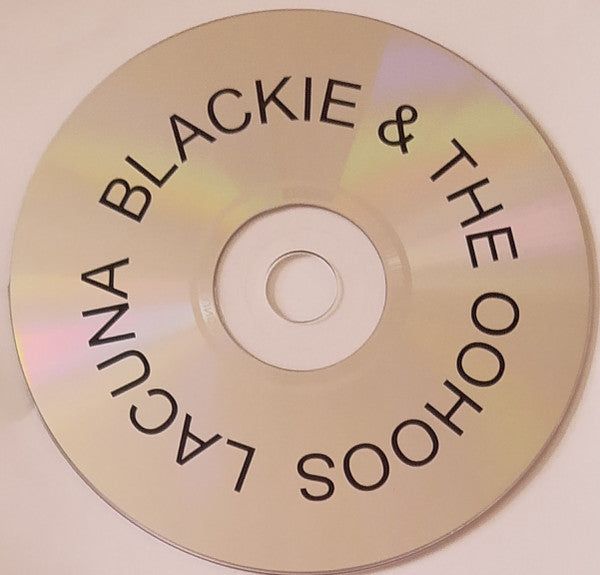 BLACKIE & THE OOHOOS LACUNA